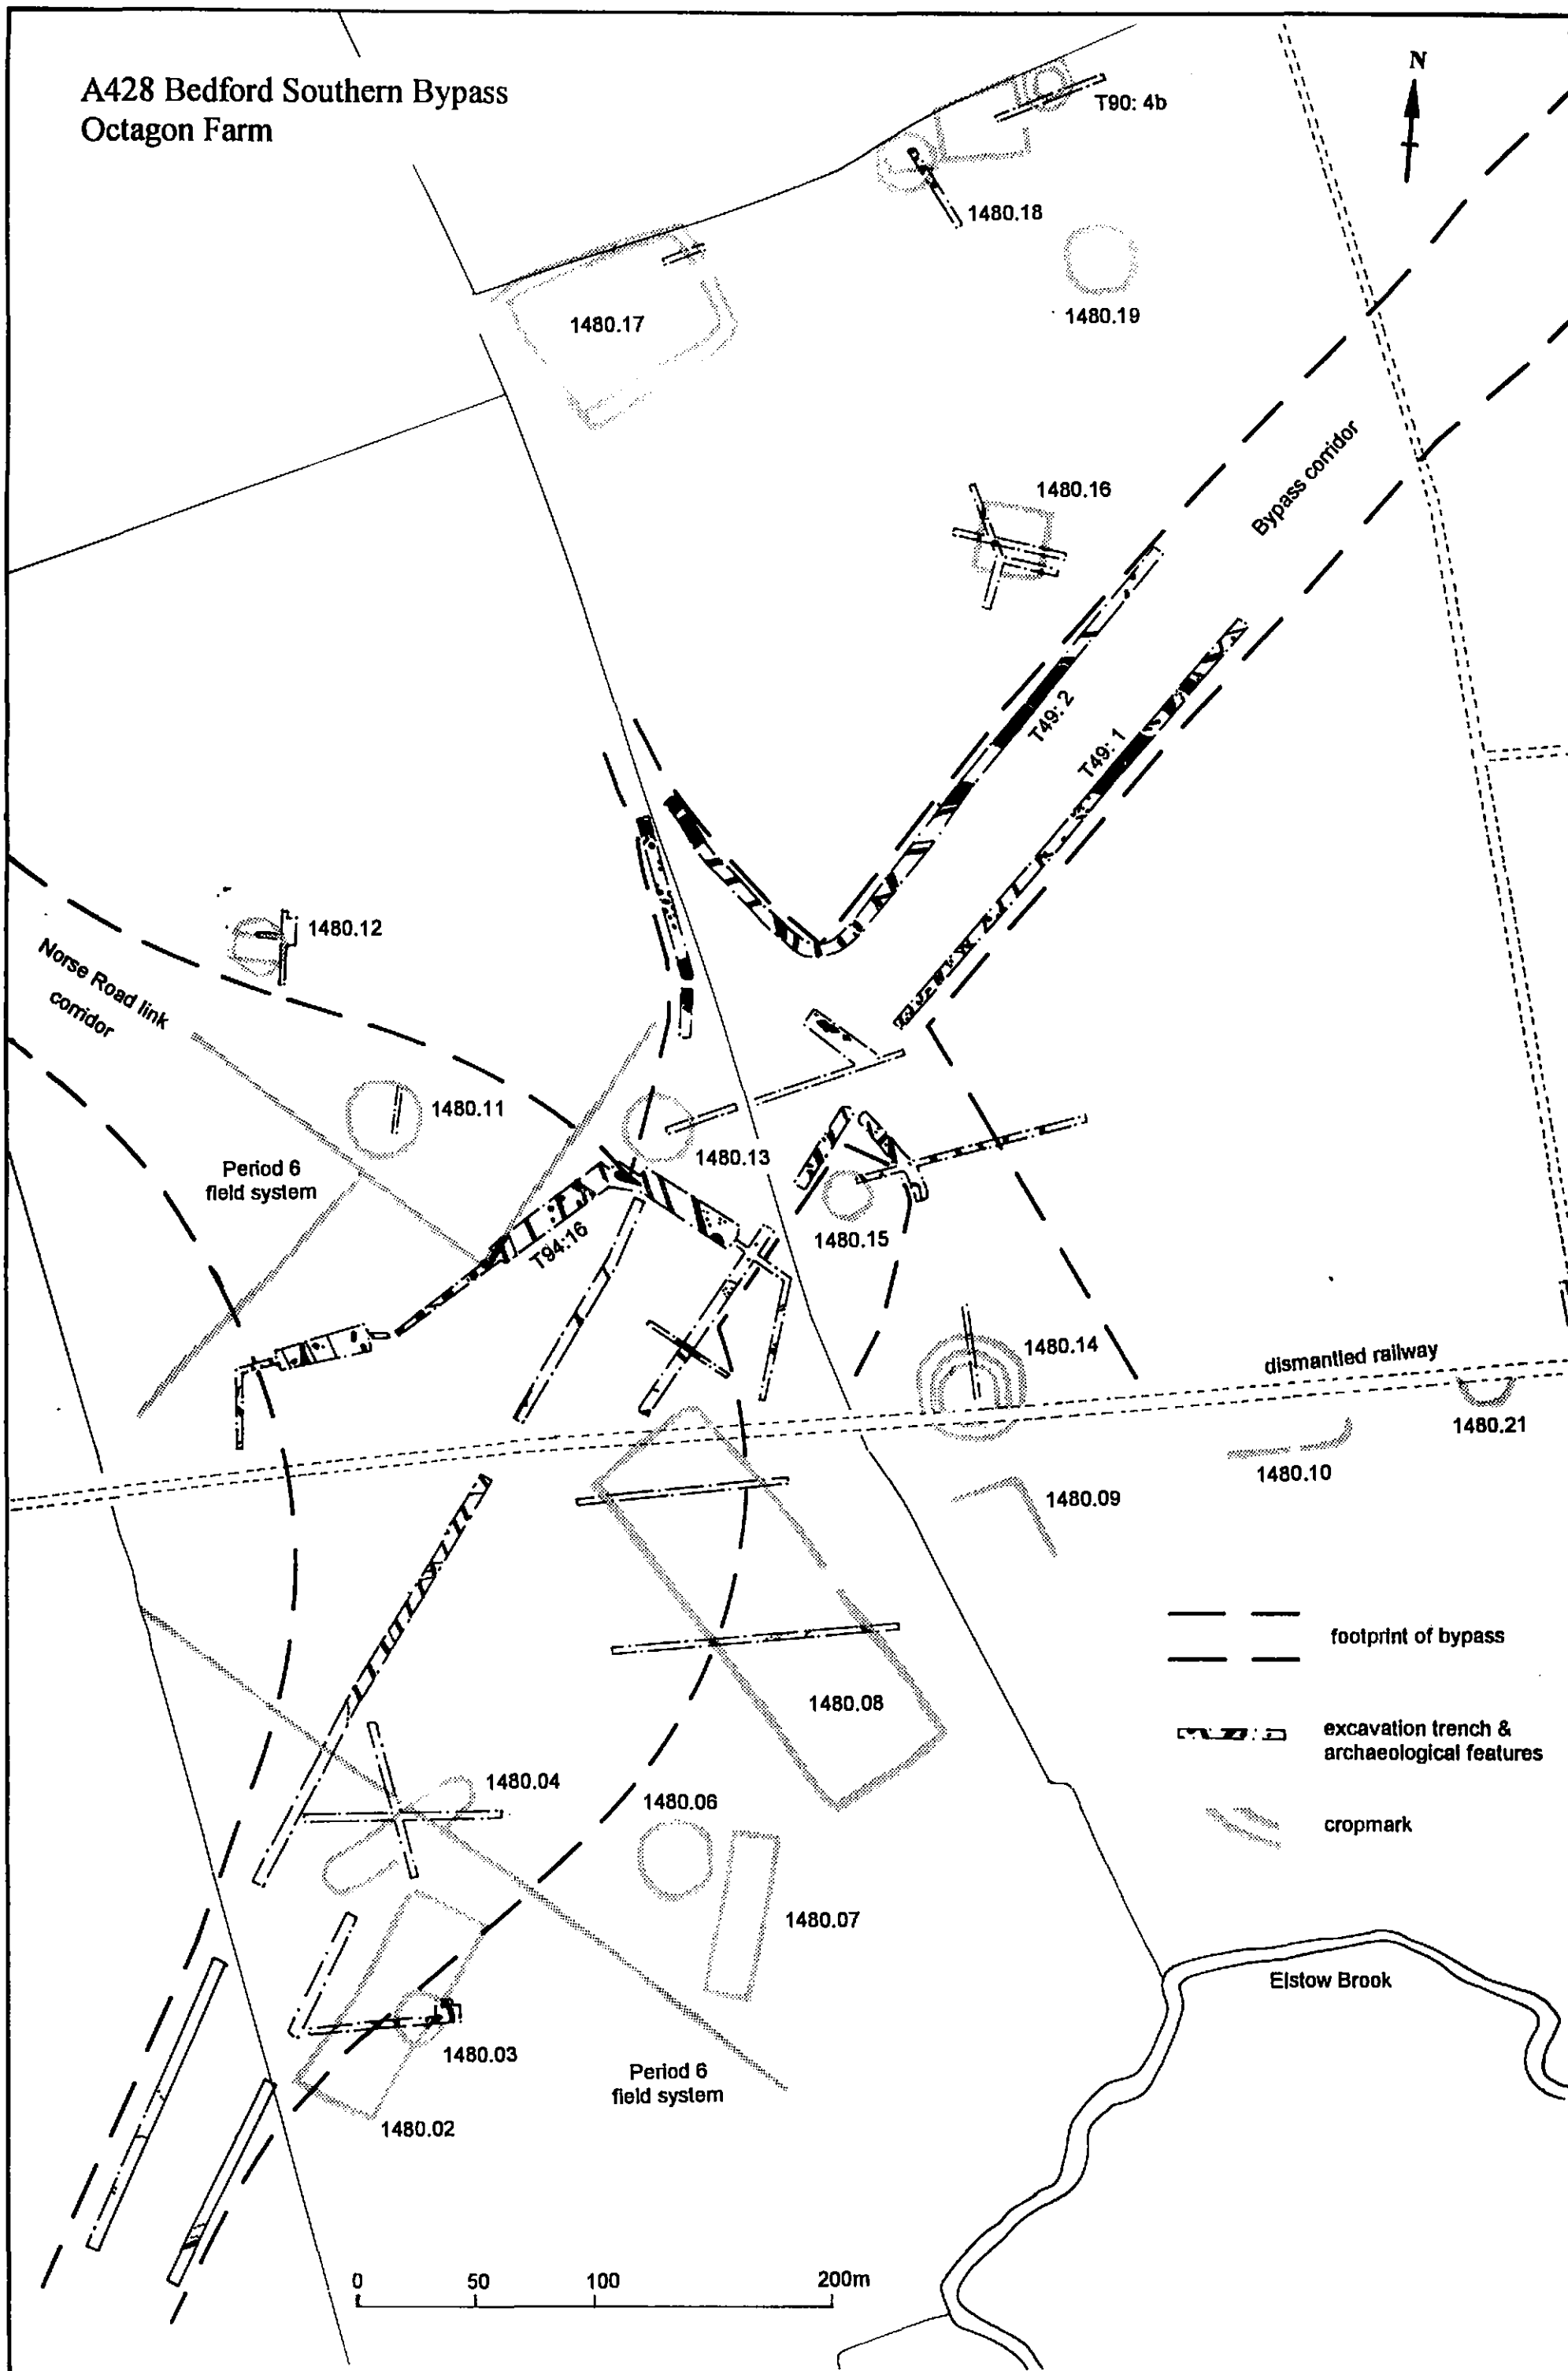 A428 Bedford Southern Bypass
Octagon Farm
N
T90: 4b
1480.18
1480.17
1480.19
1480.16
Bypass corridor
T49: 2
T49: 1
1480.12
Norse Road link
corridor
1480.11
1480.13
Period 6
field system
T94:16
1480.15
1480.14
dismantled railway
1480.21
1480.10
1480.09
footprint of bypass
1480.08
excavation trench &
archaeological features
1480.04
1480.06
cropmark
1480.07
Elstow Brook
1480.03
Period 6
field system
1480.02
0 50 100 200m